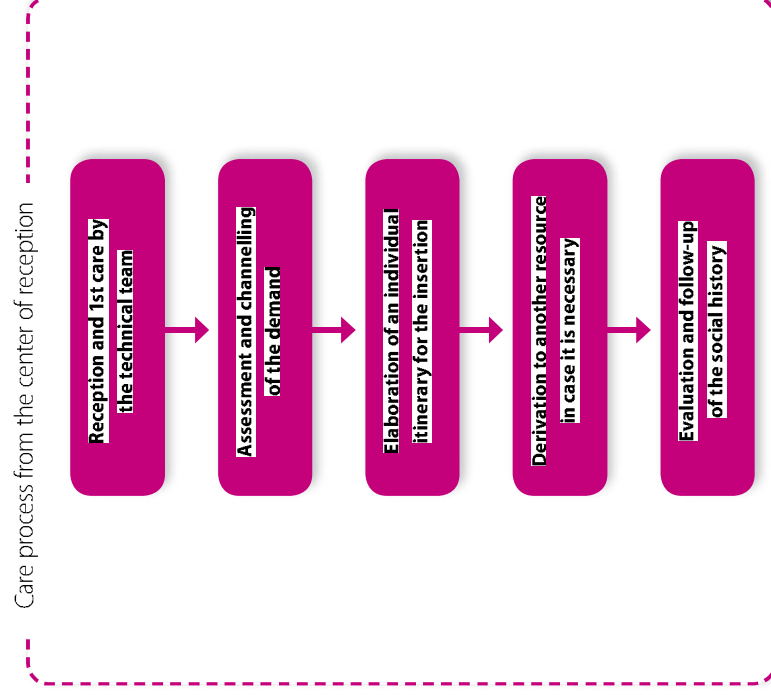 Care process from the center of reception
Reception and 1st care by
the technical team
Assessment and channelling
of the demand
Elaboration of an individual
itinerary for the insertion
Derivation to another resource
in case it is necessary
Evaluation and follow-up
of the social history